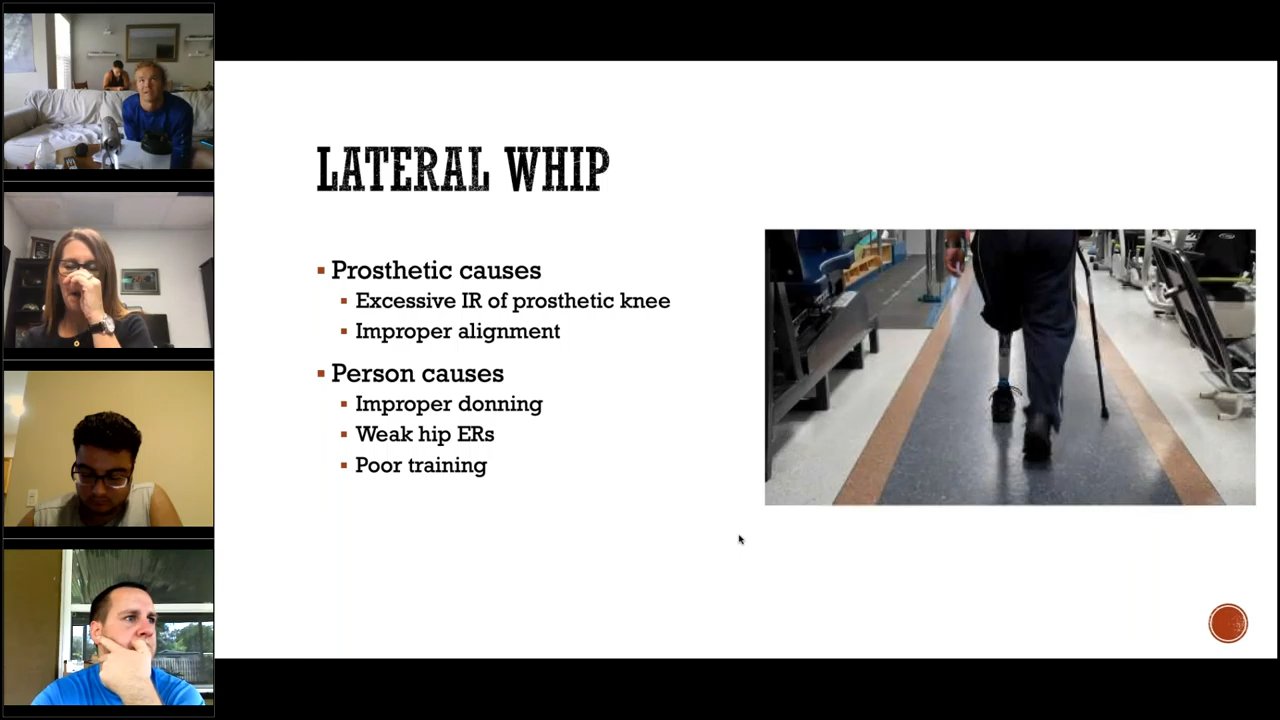 LATERAL WHIP
Prosthetic causes
Excessive IR of prosthetic knee
Improper alignment
Person causes
Improper donning
Weak hip ERs
Poor training